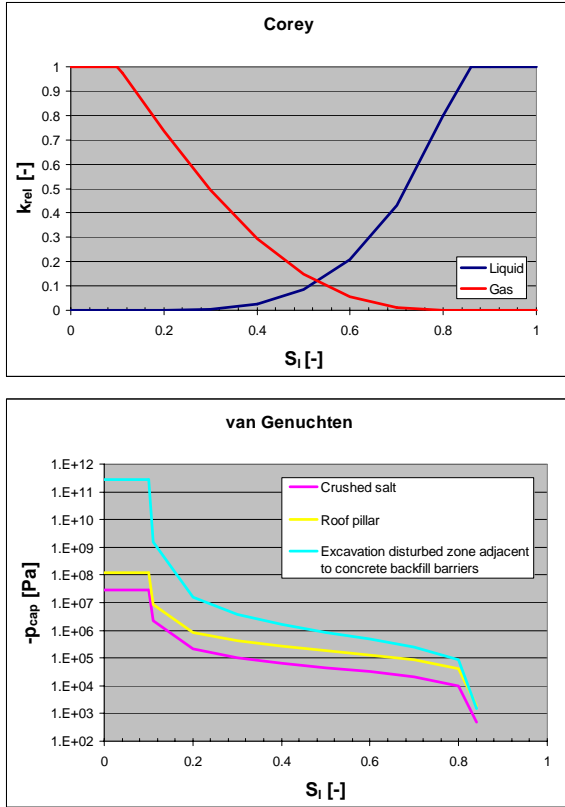 Corey
1
0.9
0.8
0.7
0.6
0.5
0.4
0.3
0.2
0.1
0
k_rel [-]
Liquid
Gas
0 0.2 0.4 0.6 0.8 1
S_l [-]
van Genuchten
1.E+12
1.E+11
1.E+10
1.E+09
1.E+08
1.E+07
1.E+06
1.E+05
1.E+04
1.E+03
1.E+02
-p_cap [Pa]
Crushed salt
Roof pillar
Excavation disturbed zone adjacent
to concrete backfill barriers
0 0.2 0.4 0.6 0.8 1
S_l [-]